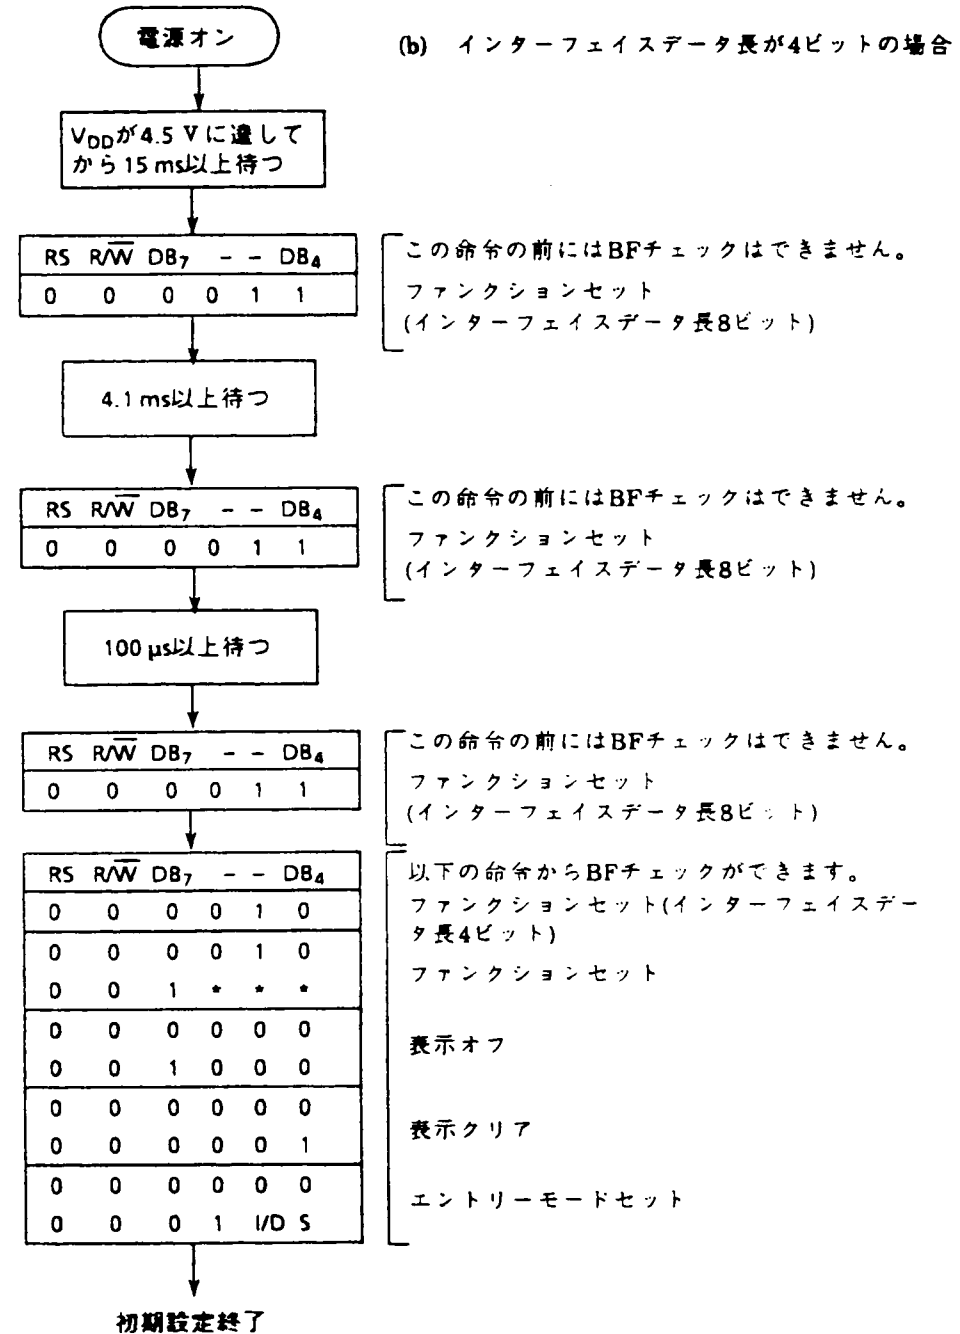 電源オン
(b) インターフェイスデータ長が4ビットの場合
VDDが4.5 Vに達して
から15 ms以上待つ
RS R/W DB7 - - DB4
0 0 0 0 1 1
この命令の前にはBFチェックはできません。
ファンクションセット
(インターフェイスデータ長8ビット)
4.1 ms以上待つ
RS R/W DB7 - - DB4
0 0 0 0 1 1
この命令の前にはBFチェックはできません。
ファンクションセット
(インターフェイスデータ長8ビット)
100 µs以上待つ
RS R/W DB7 - - DB4
0 0 0 0 1 1
この命令の前にはBFチェックはできません。
ファンクションセット
(インターフェイスデータ長8ビット)
RS R/W DB7 - - DB4
0 0 0 0 1 0
0 0 0 0 1 0
0 0 1 * * *
0 0 0 0 0 0
0 0 1 0 0 0
0 0 0 0 0 0
0 0 0 0 0 1
0 0 0 0 0 0
0 0 0 1 I/D S
以下の命令からBFチェックができます。
ファンクションセット(インターフェイスデー
タ長4ビット)
ファンクションセット
表示オフ
表示クリア
エントリーモードセット
初期設定終了